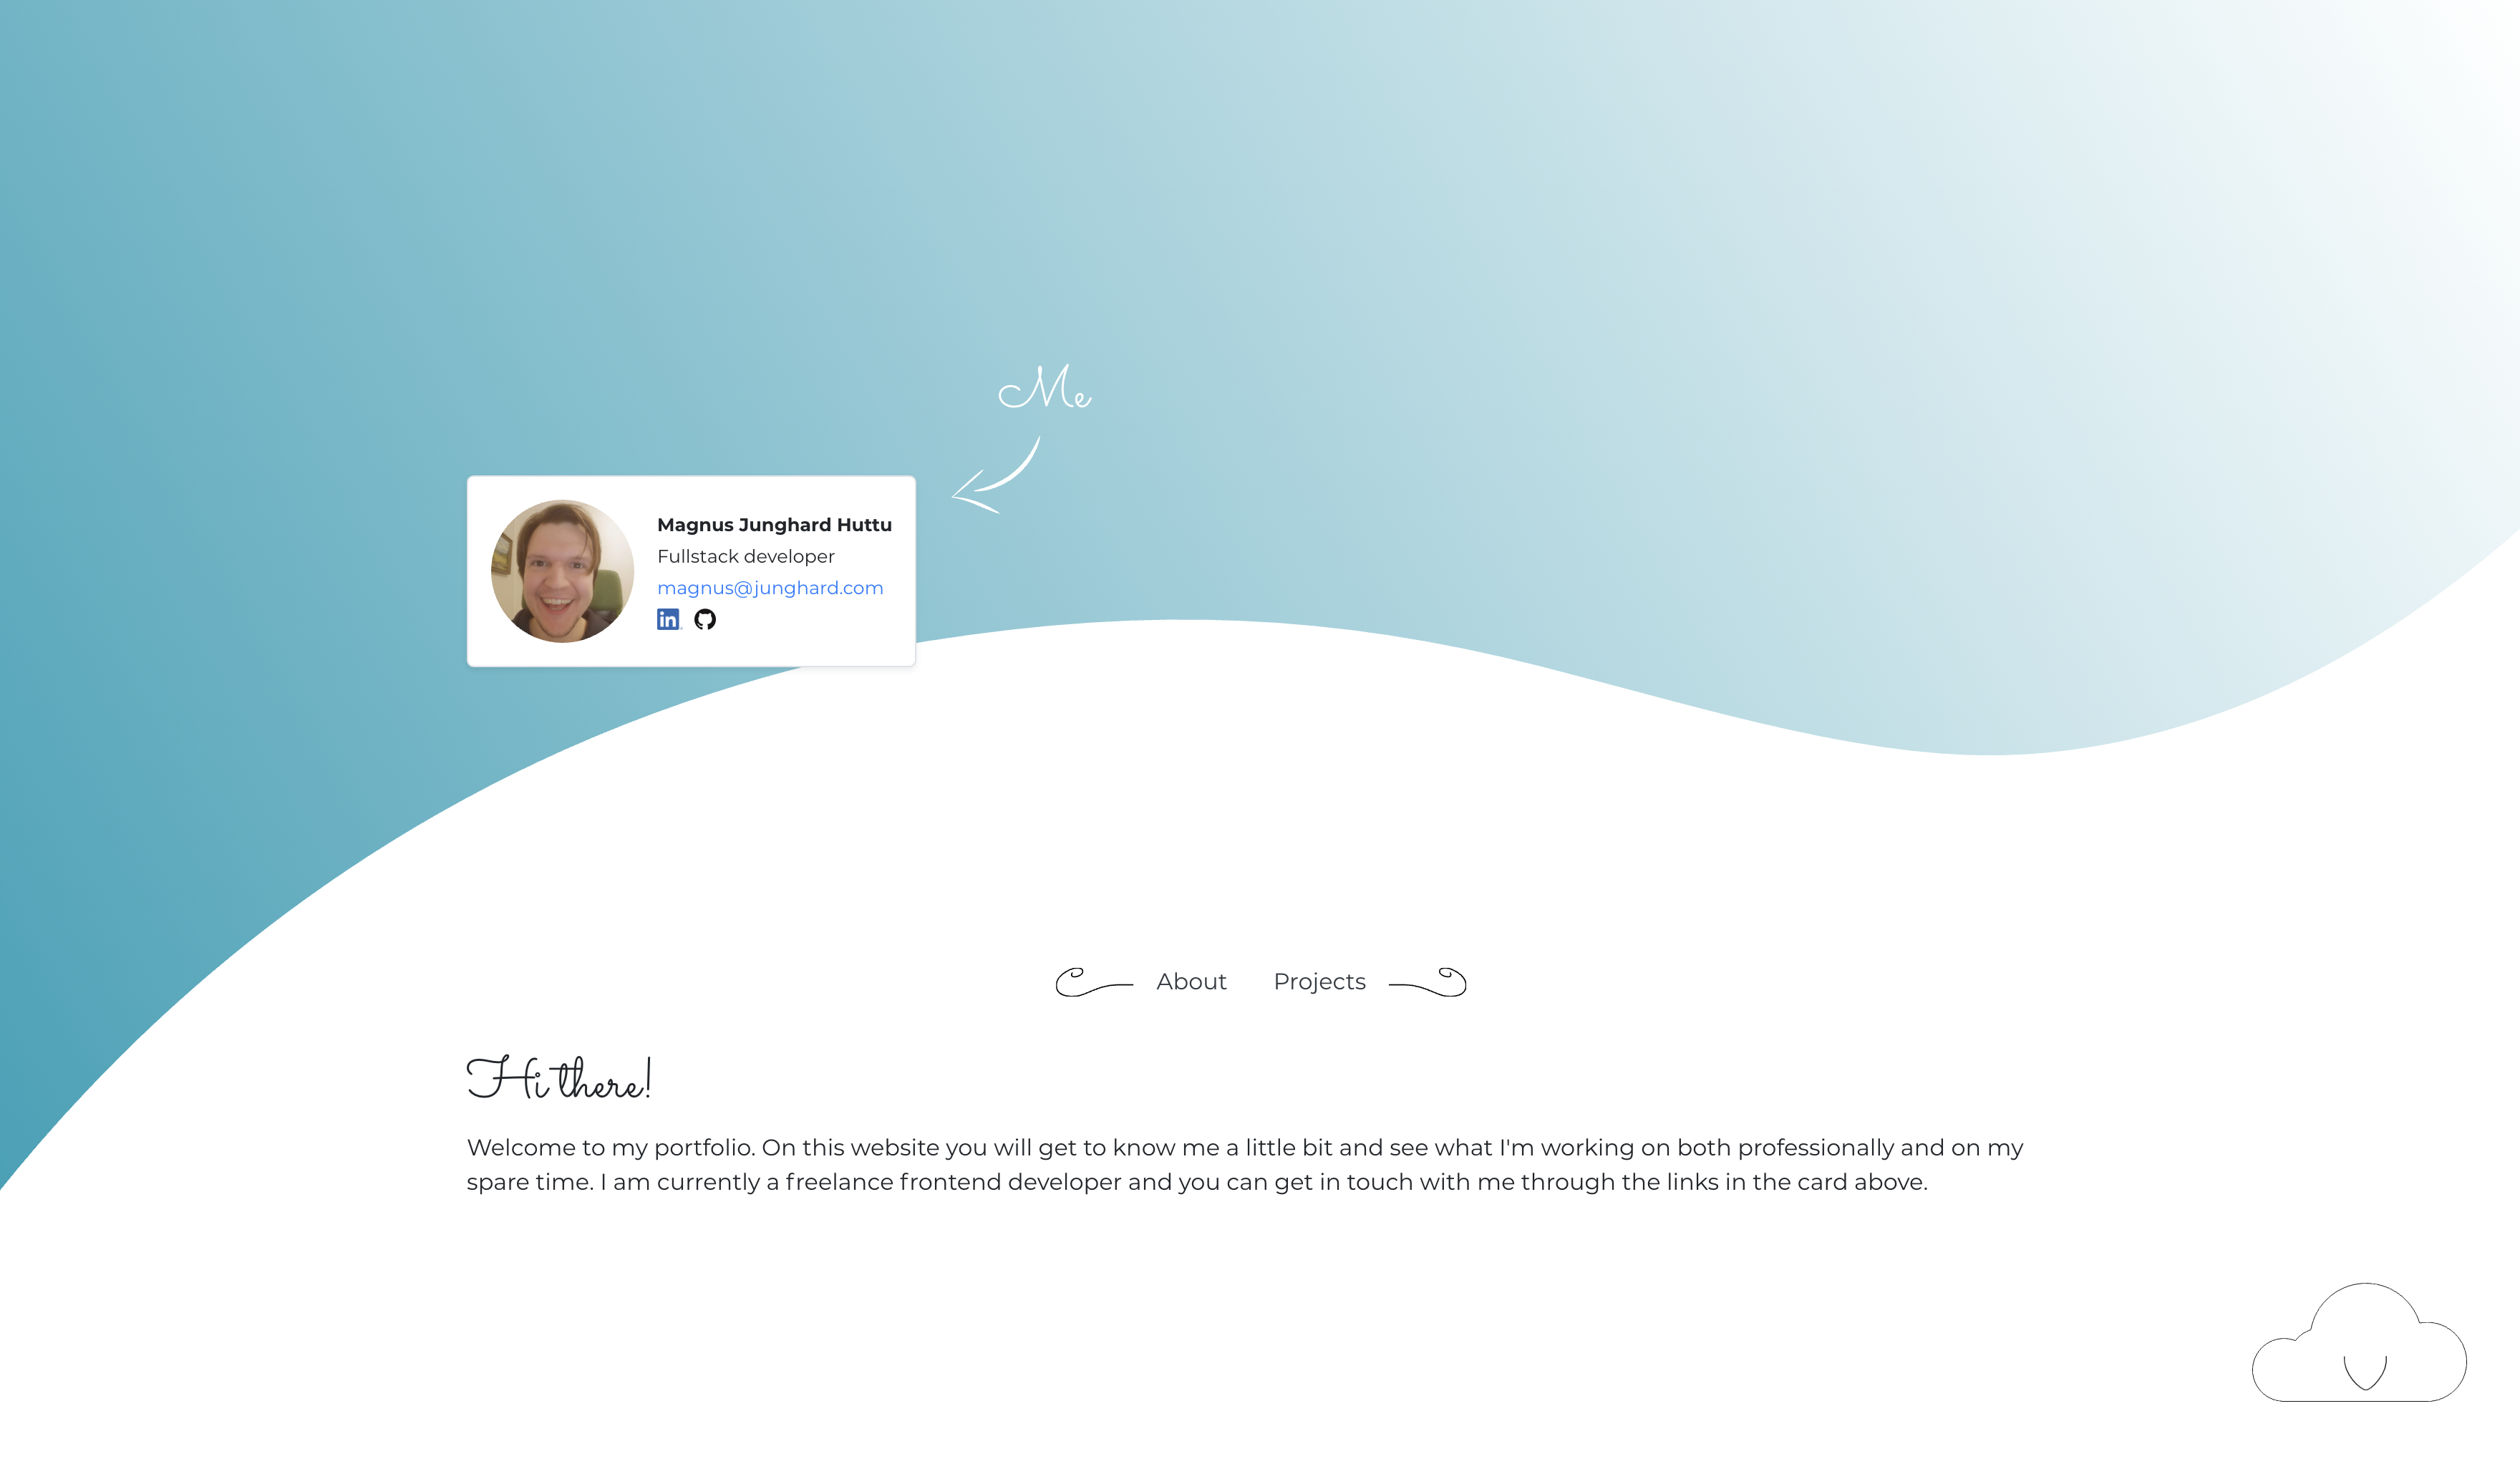 Me
Magnus Junghard Huttu
Fullstack developer
magnus@junghard.com
in
About Projects
Hi there!
Welcome to my portfolio. On this website you will get to know me a little bit and see what I'm working on both professionally and on my
spare time. I am currently a freelance frontend developer and you can get in touch with me through the links in the card above.